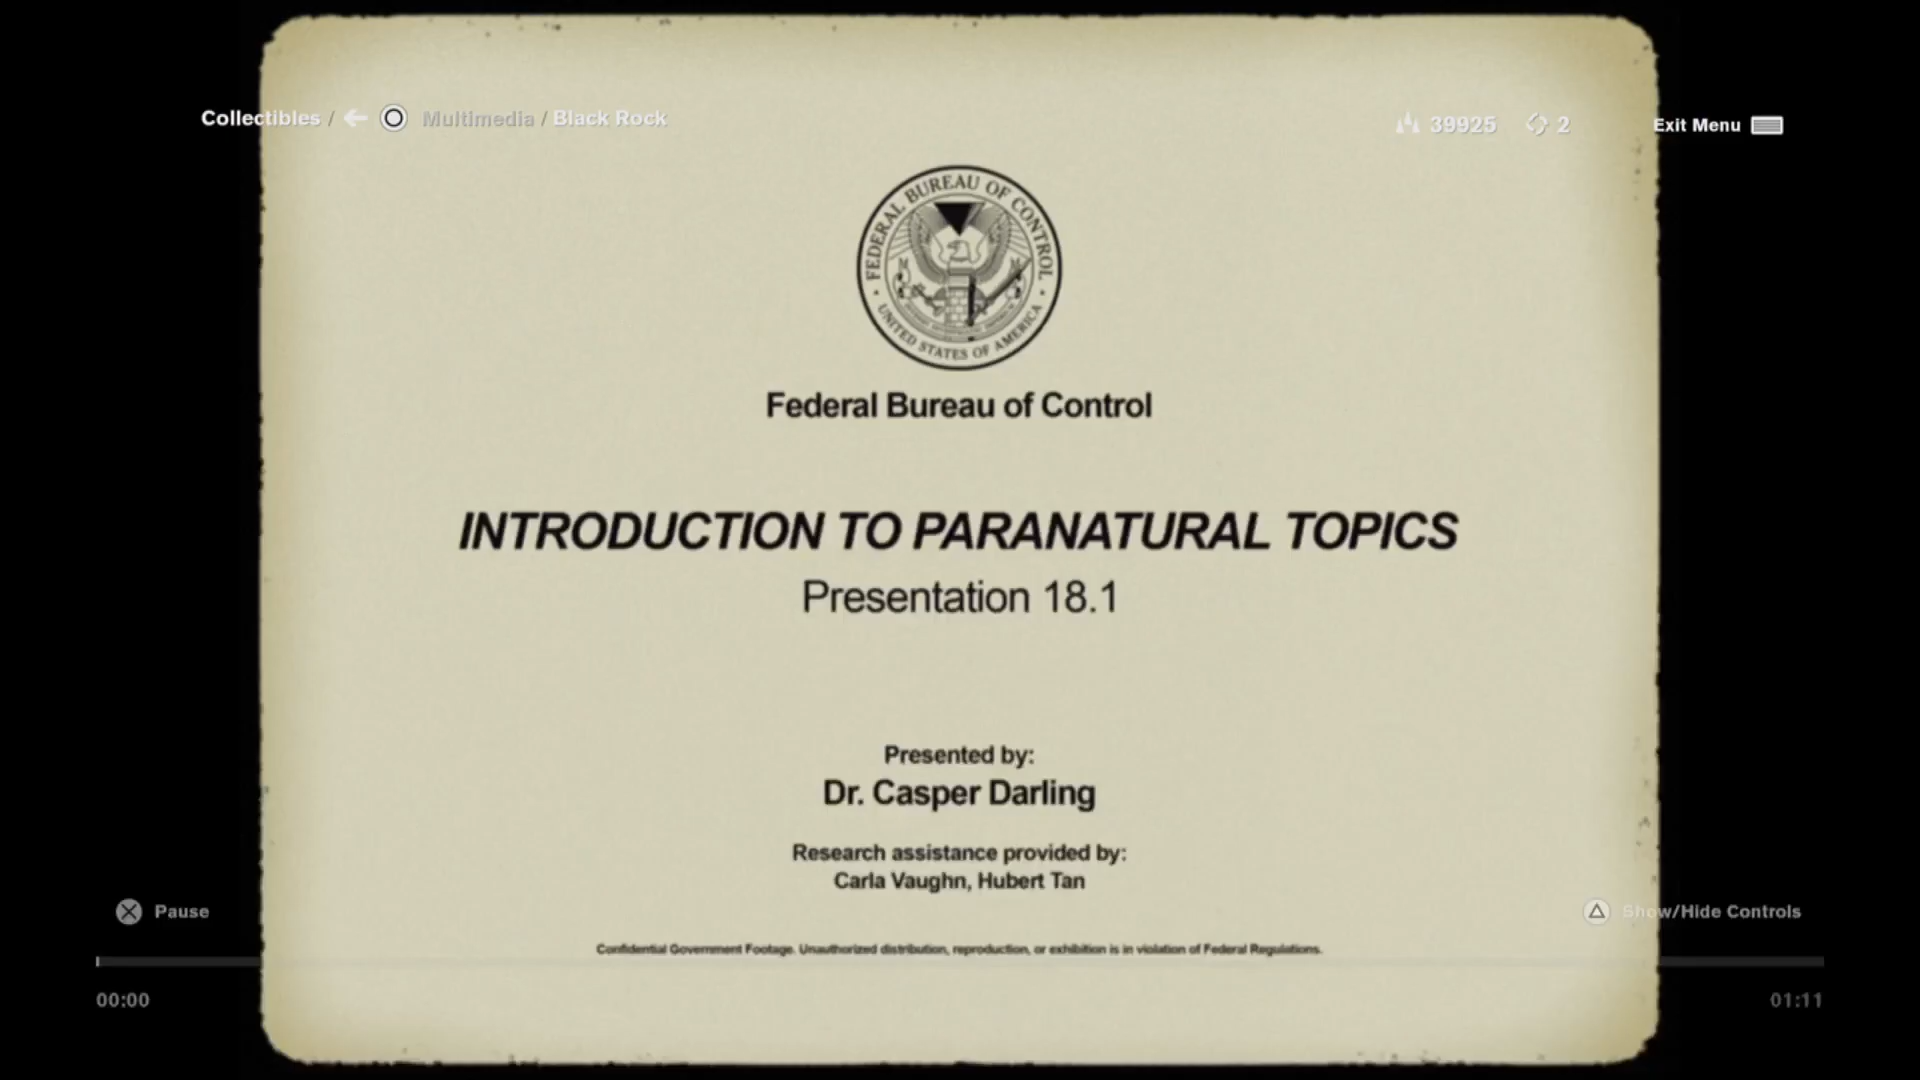 Collectibles / Multimedia / Black Rock
39925 2 Exit Menu
FEDERAL BUREAU OF CONTROL
UNITED STATES OF AMERICA
Federal Bureau of Control
INTRODUCTION TO PARANATURAL TOPICS
Presentation 18.1
Presented by:
Dr. Casper Darling
Research assistance provided by:
Carla Vaughn, Hubert Tan
Pause
Show/Hide Controls
Confidential Government Footage. Unauthorized distribution, reproduction, or exhibition is in violation of Federal Regulations.
00:00
01:11